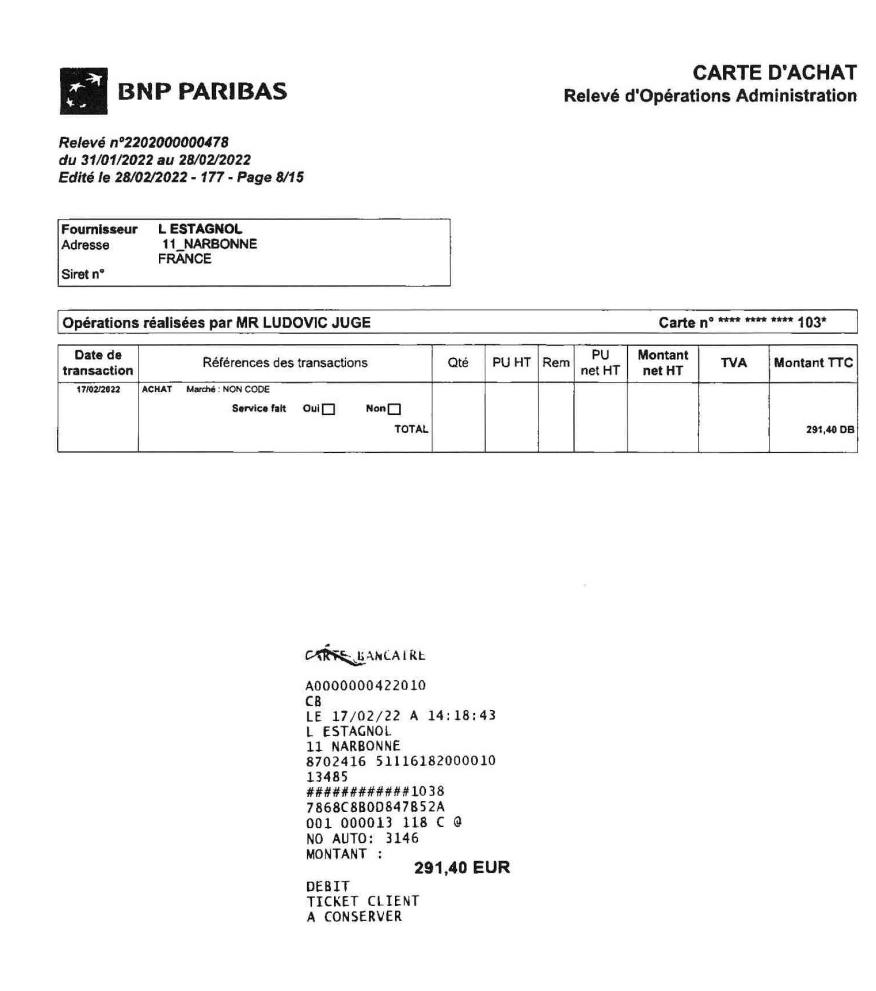 BNP PARIBAS
CARTE D'ACHAT
Relevé d'Opérations Administration
Relevé n°2202000000478
du 31/01/2022 au 28/02/2022
Edité le 28/02/2022 - 177 - Page 8/15
Fournisseur L ESTAGNOL
Adresse 11_NARBONNE
FRANCE
Siret n°
Opérations réalisées par MR LUDOVIC JUGE Carte n° **** **** **** 103*
Date de transaction Références des transactions Qté PU HT Rem PU net HT Montant net HT TVA Montant TTC
17/02/2022 ACHAT Marché : NON CODE
Service fait Oui Non
TOTAL 291,40 DB
CARTE BANCAIRE
A0000000422010
CB
LE 17/02/22 A 14:18:43
L ESTAGNOL
11 NARBONNE
8702416 51116182000010
13485
############1038
7868C8B0D847B52A
001 000013 118 C @
NO AUTO: 3146
MONTANT :
291,40 EUR
DEBIT
TICKET CLIENT
A CONSERVER